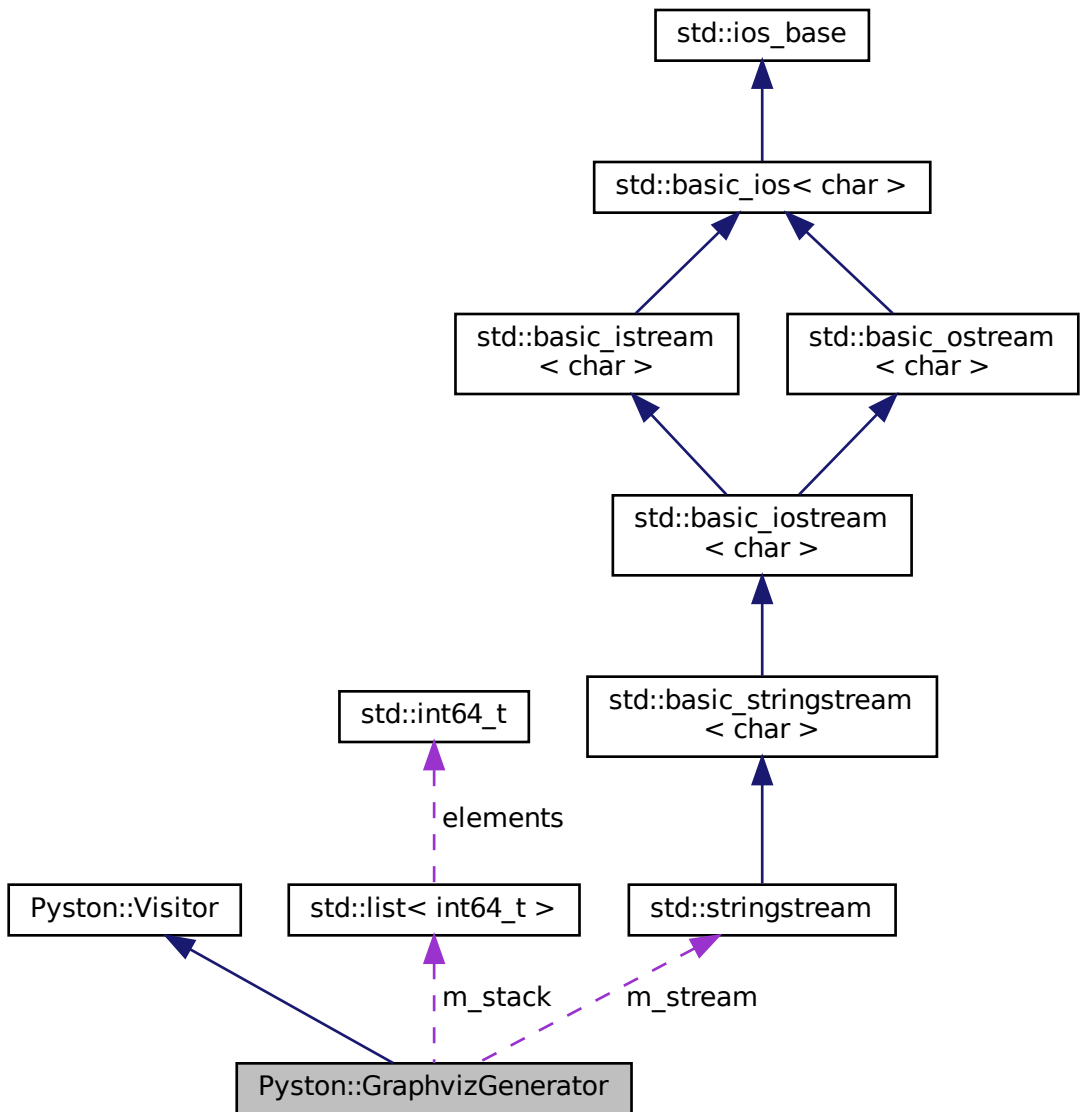 std::ios_base
std::basic_ios< char >
std::basic_istream
< char >
std::basic_ostream
< char >
std::basic_iostream
< char >
std::basic_stringstream
< char >
std::int64_t
elements
Pyston::Visitor
std::list< int64_t >
std::stringstream
m_stack
m_stream
Pyston::GraphvizGenerator